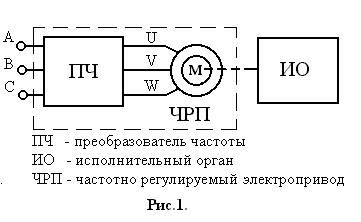 A
U
B
ПЧ
V
М
ИО
C
W
ЧРП
ПЧ - преобразователь частоты
ИО - исполнительный орган
ЧРП - частотно регулируемый электропривод
Рис.1.